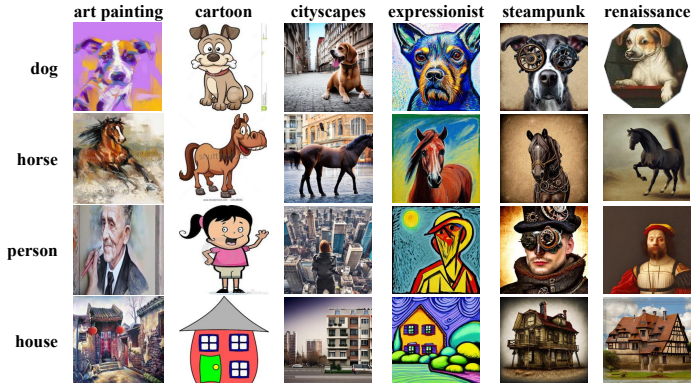 art painting cartoon cityscapes expressionist steampunk renaissance
dog
horse
person
house